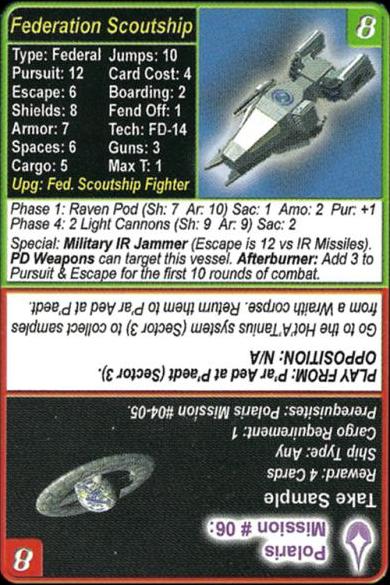 Federation Scoutship
8
Type: Federal Jumps: 10
Pursuit: 12 Card Cost: 4
Escape: 6 Boarding: 2
Shields: 8 Fend Off: 1
Armor: 7 Tech: FD-14
Spaces: 6 Guns: 3
Cargo: 5 Max T: 1
Upg: Fed. Scoutship Fighter
Phase 1: Raven Pod (Sh: 7 Ar: 10) Sac: 1 Amo: 2 Pur: +1
Phase 4: 2 Light Cannons (Sh: 9 Ar: 9) Sac: 2
Special: Military IR Jammer (Escape is 12 vs IR Missiles).
PD Weapons can target this vessel. Afterburner: Add 3 to
Pursuit & Escape for the first 10 rounds of combat.
8
Polaris
Mission # 06:
Take Sample
Reward: 4 Cards
Ship Type: Any
Cargo Requirement: 1
Prerequisites: Polaris Mission #04-05.
PLAY FROM: P'ar Aed at P'aedt (Sector 3).
OPPOSITION: N/A
Go to the Hot'A'Tanius system (Sector 3) to collect samples
from a Wraith corpse. Return them to P'ar Aed at P'aedt.